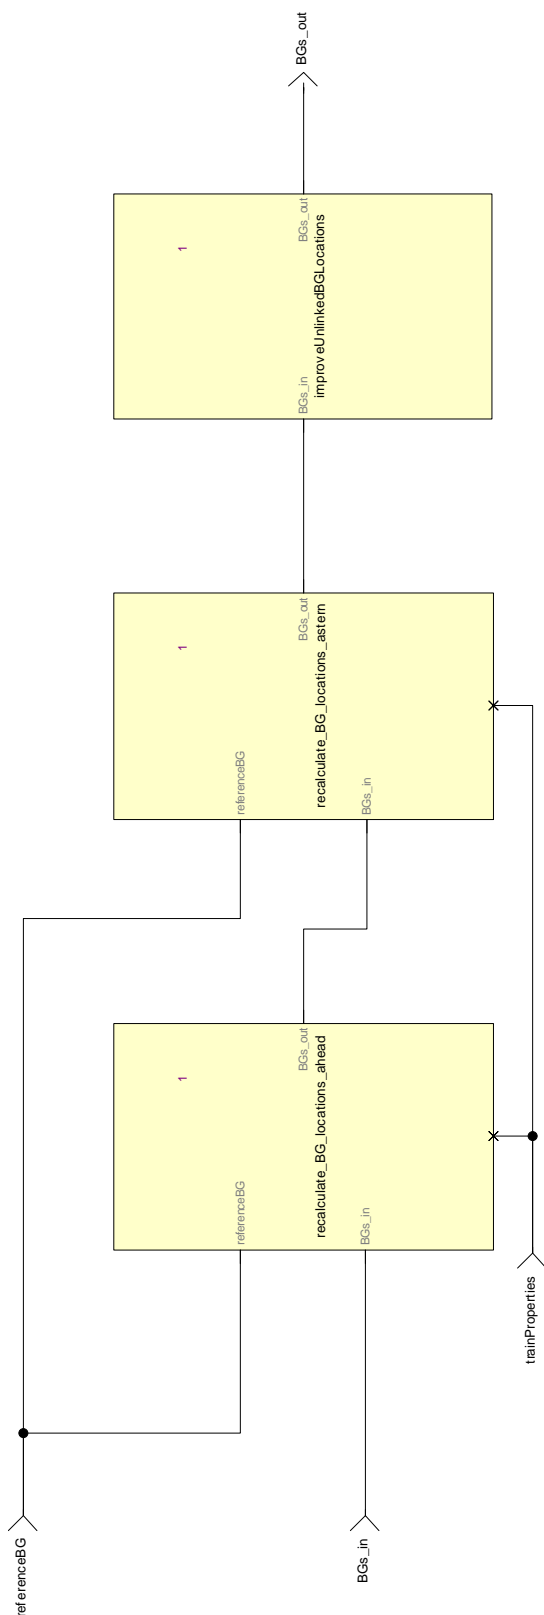 referenceBG
BGs_in
trainProperties
1
referenceBG
BGs_in
BGs_out
recalculate_BG_locations_ahead
1
referenceBG
BGs_in
BGs_out
recalculate_BG_locations_astern
1
BGs_in
BGs_out
improveUnlinkedBGLocations
BGs_out